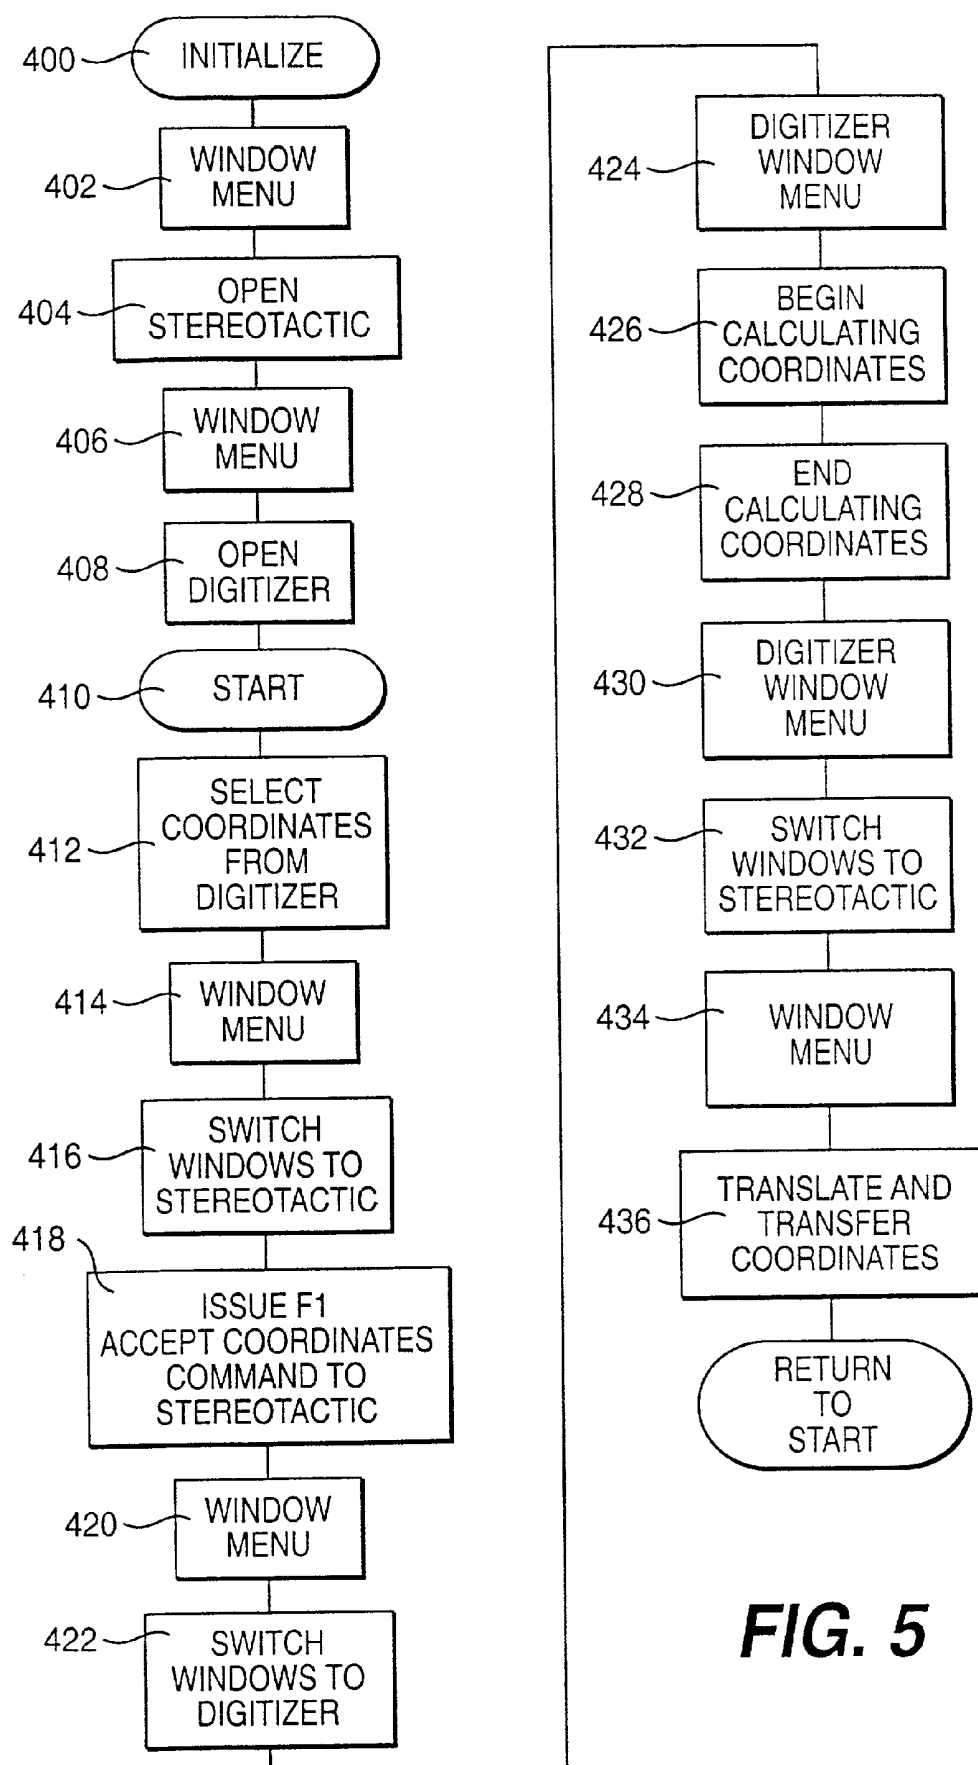 400
INITIALIZE
402
WINDOW
MENU
404
OPEN
STEREOTACTIC
406
WINDOW
MENU
408
OPEN
DIGITIZER
410
START
412
SELECT
COORDINATES
FROM
DIGITIZER
414
WINDOW
MENU
416
SWITCH
WINDOWS TO
STEREOTACTIC
418
ISSUE F1
ACCEPT COORDINATES
COMMAND TO
STEREOTACTIC
420
WINDOW
MENU
422
SWITCH
WINDOWS TO
DIGITIZER
424
DIGITIZER
WINDOW
MENU
426
BEGIN
CALCULATING
COORDINATES
428
END
CALCULATING
COORDINATES
430
DIGITIZER
WINDOW
MENU
432
SWITCH
WINDOWS TO
STEREOTACTIC
434
WINDOW
MENU
436
TRANSLATE AND
TRANSFER
COORDINATES
RETURN
TO
START
FIG. 5